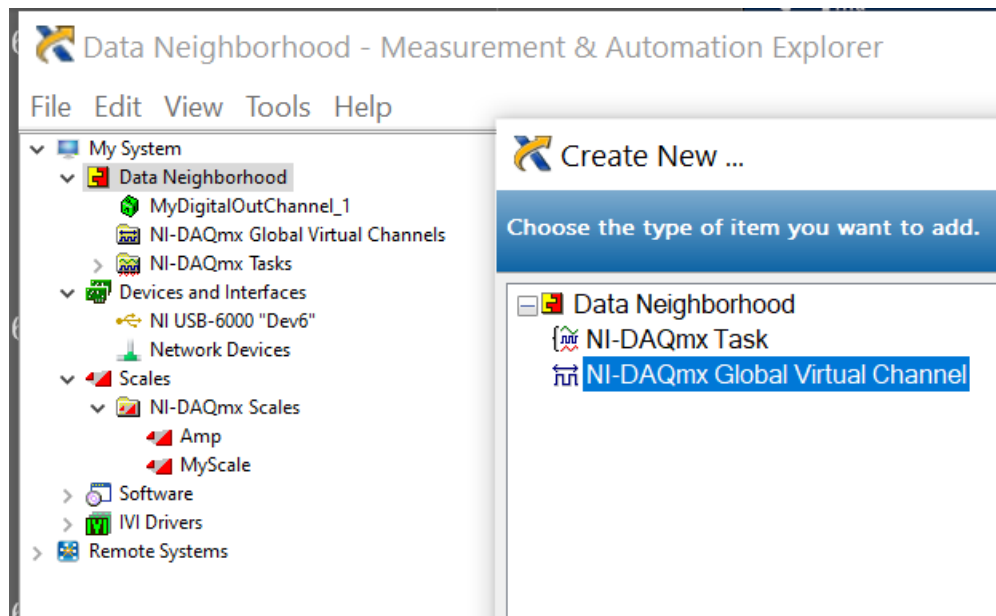 Data Neighborhood - Measurement & Automation Explorer
File Edit View Tools Help
My System
Data Neighborhood
MyDigitalOutChannel_1
NI-DAQmx Global Virtual Channels
NI-DAQmx Tasks
Devices and Interfaces
NI USB-6000 "Dev6"
Network Devices
Scales
NI-DAQmx Scales
Amp
MyScale
Software
IVI Drivers
Remote Systems
Create New ...
Choose the type of item you want to add.
Data Neighborhood
NI-DAQmx Task
NI-DAQmx Global Virtual Channel